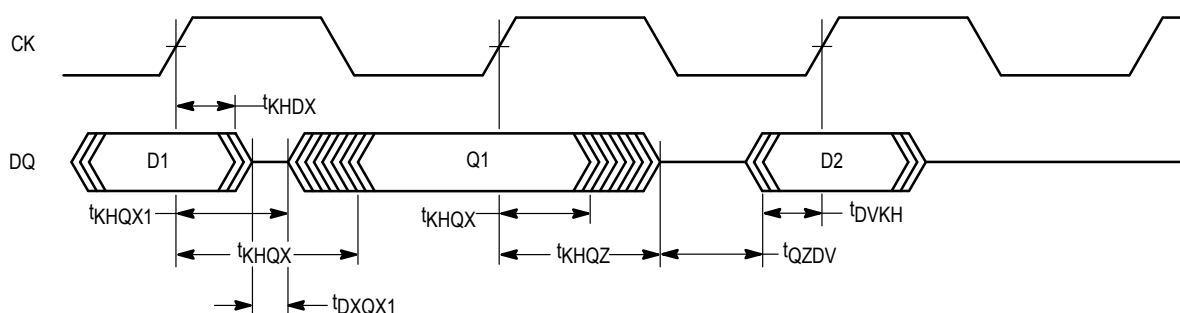 CK
tKHDX
DQ
D1
Q1
D2
tKHQX1
tKHQX
tDVKH
tKHQX
tKHQZ
tQZDV
tDXQX1